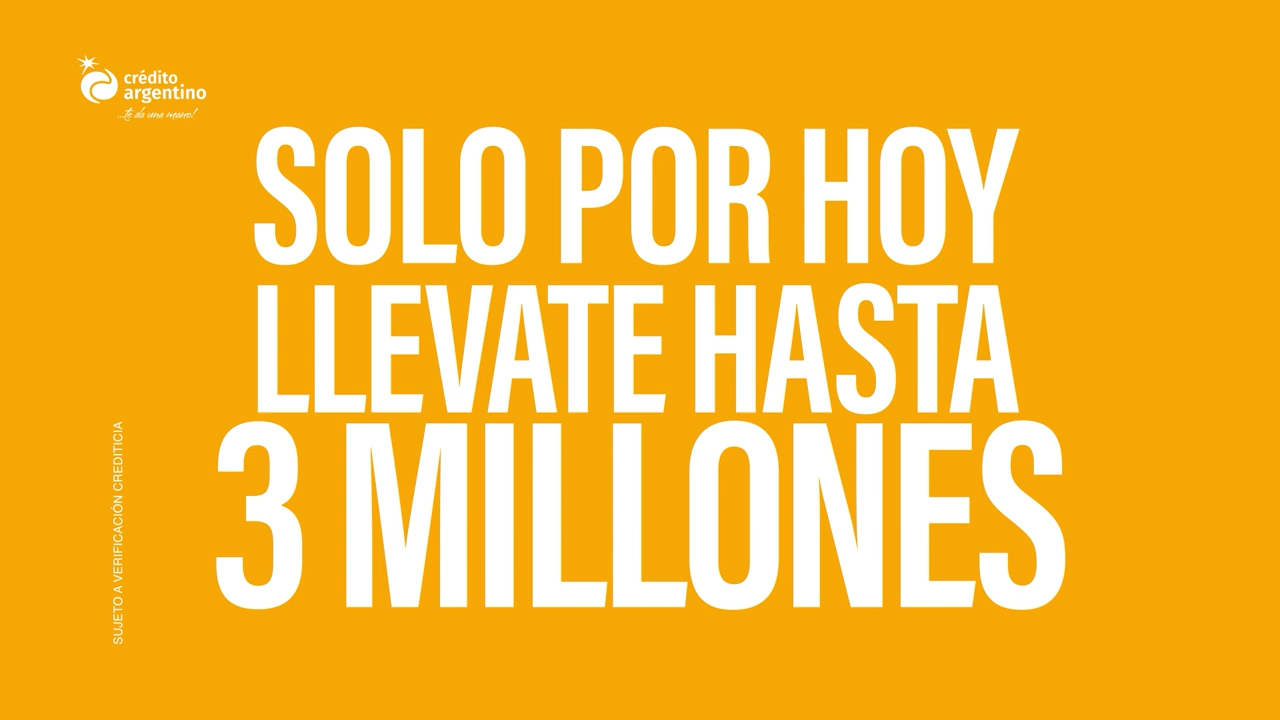 crédito
argentino
...te da una mano!
SOLO POR HOY
LLEVATE HASTA
3 MILLONES
SUJETO A VERIFICACIÓN CREDITICIA